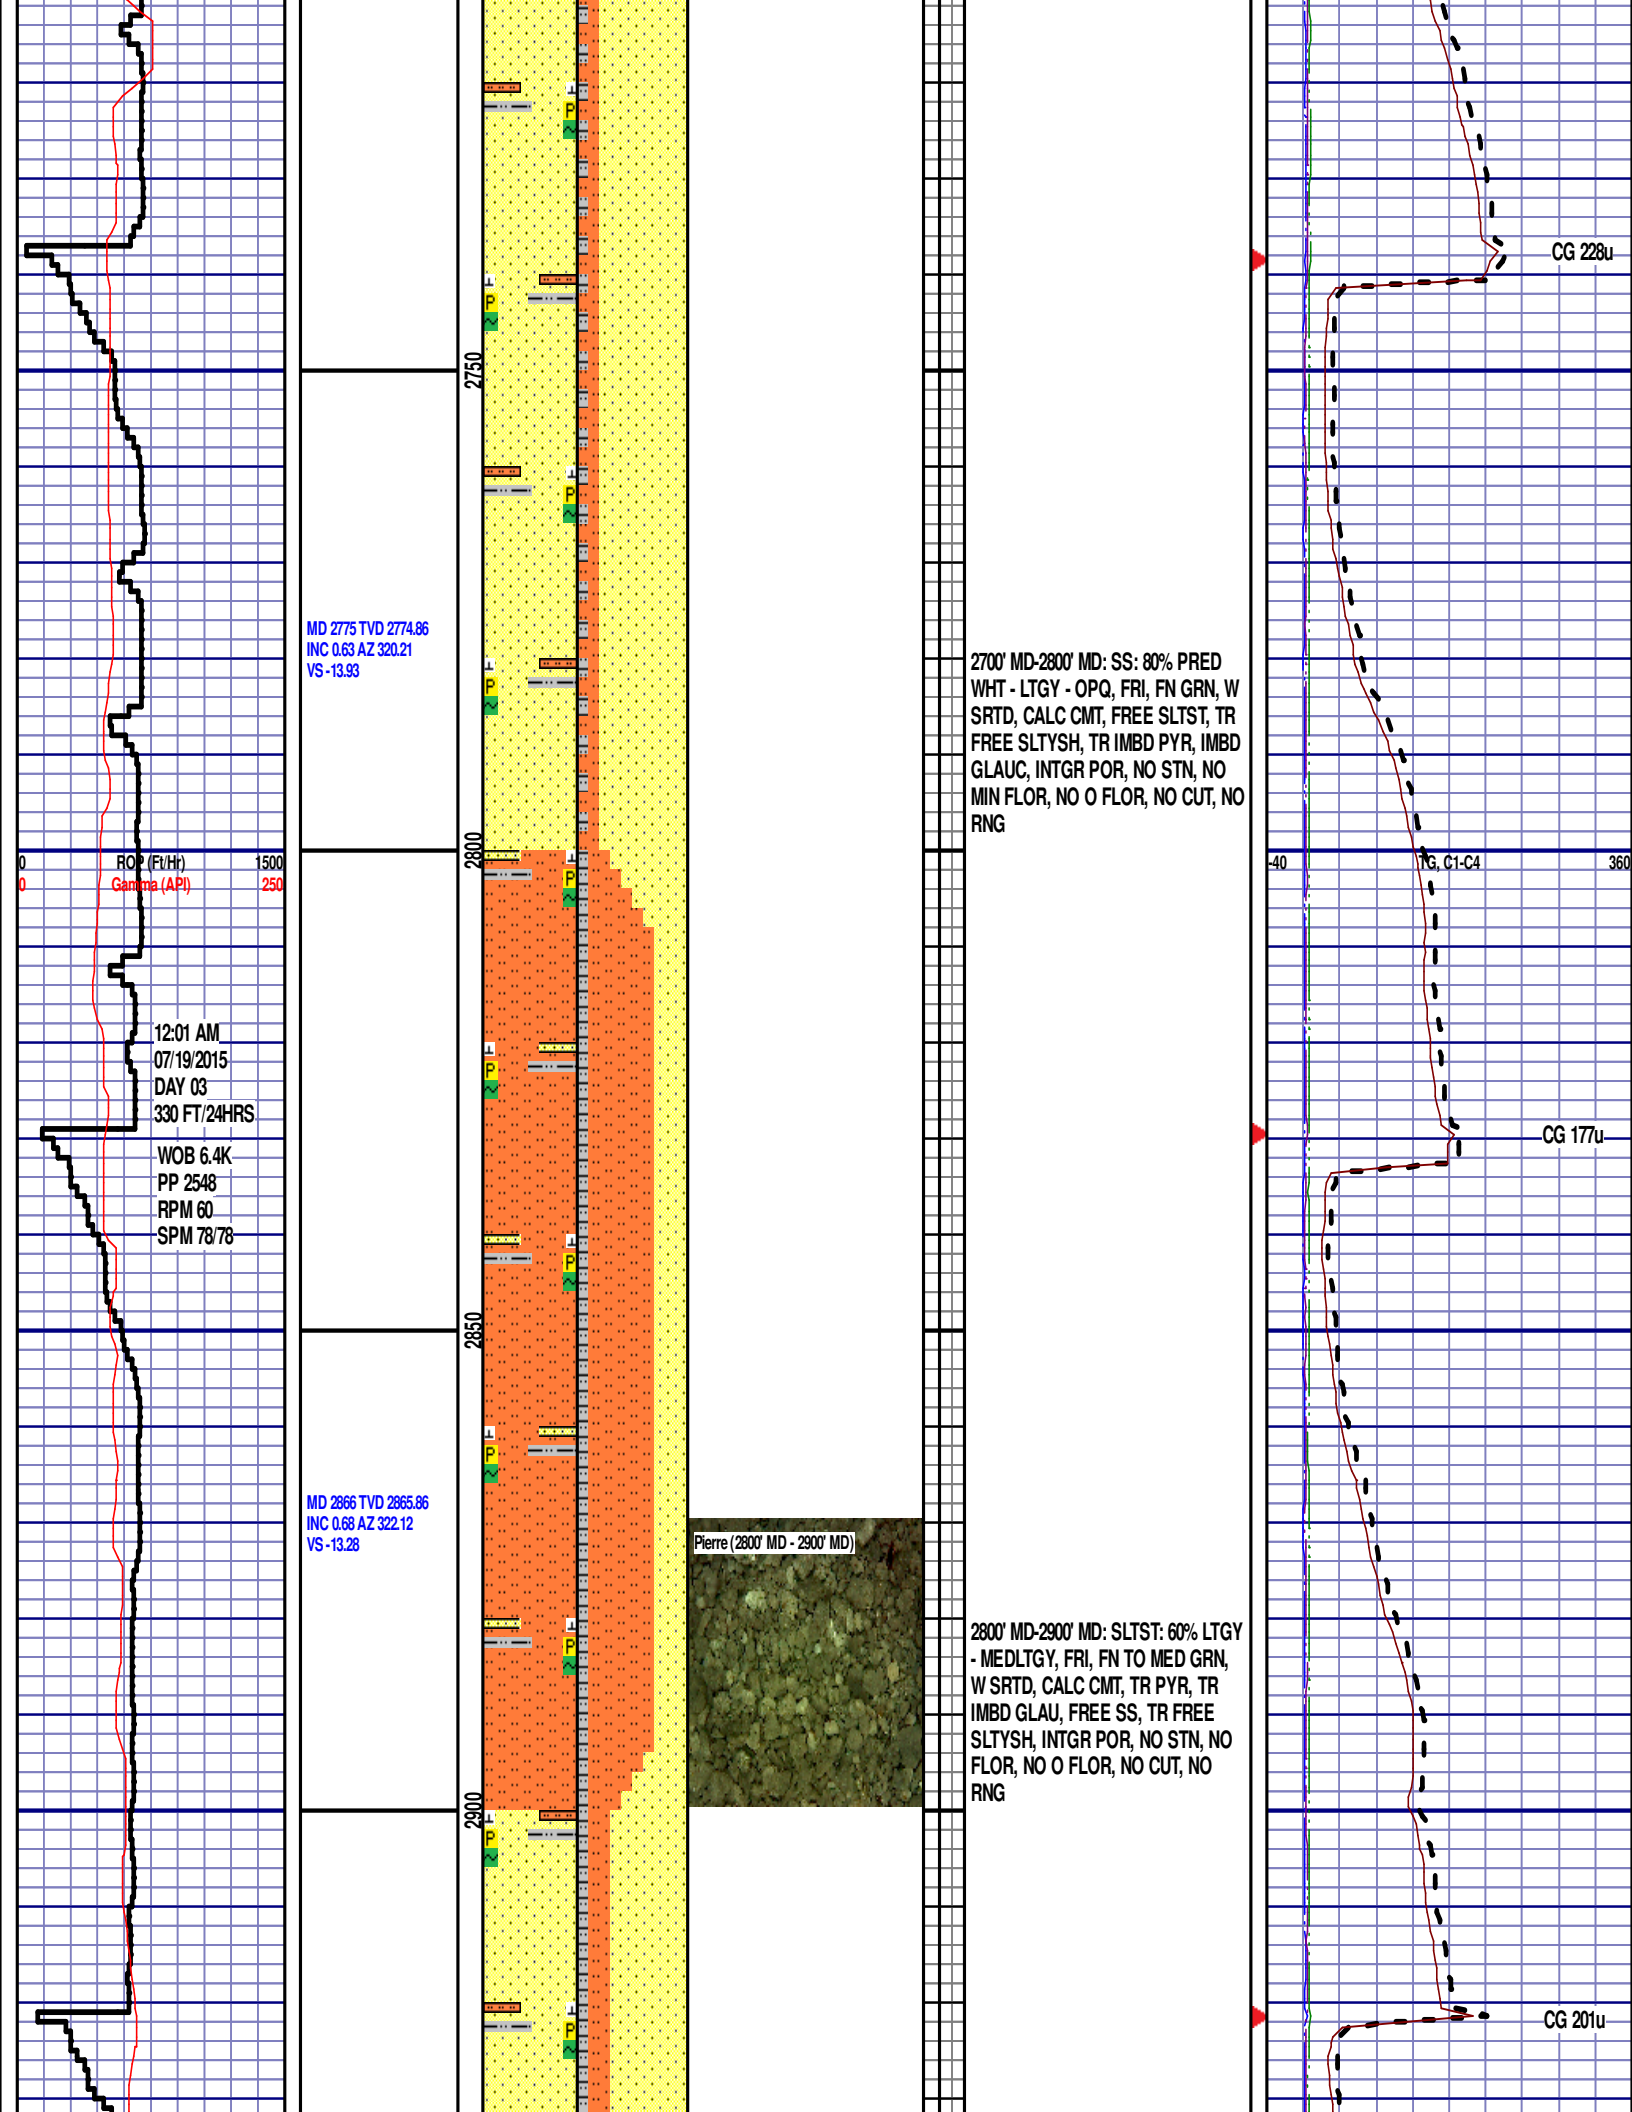 CG 228u
2750
MD 2775 TVD 2774.86
INC 0.63 AZ 320.21
VS -13.93
2700' MD-2800' MD: SS: 80% PRED
WHT - LTGY - OPQ, FRI, FN GRN, W
SRTD, CALC CMT, FREE SLTST, TR
FREE SLTYSH, TR IMBD PYR, IMBD
GLAUC, INTGR POR, NO STN, NO
MIN FLOR, NO O FLOR, NO CUT, NO
RNG
2800
0 ROP (Ft/Hr) 1500
0 Gamma (API) 250
-40 TG, C1-C4 360
12:01 AM
07/19/2015
DAY 03
330 FT/24HRS
WOB 6.4K
PP 2548
RPM 60
SPM 78/78
CG 177u
2850
MD 2866 TVD 2865.86
INC 0.68 AZ 322.12
VS -13.28
Pierre (2800' MD - 2900' MD)
2800' MD-2900' MD: SLTST: 60% LTGY
- MEDLTGY, FRI, FN TO MED GRN,
W SRTD, CALC CMT, TR PYR, TR
IMBD GLAU, FREE SS, TR FREE
SLTYSH, INTGR POR, NO STN, NO
FLOR, NO O FLOR, NO CUT, NO
RNG
2900
CG 201u
P
P
P
P
P
P
P
P
P
P
P